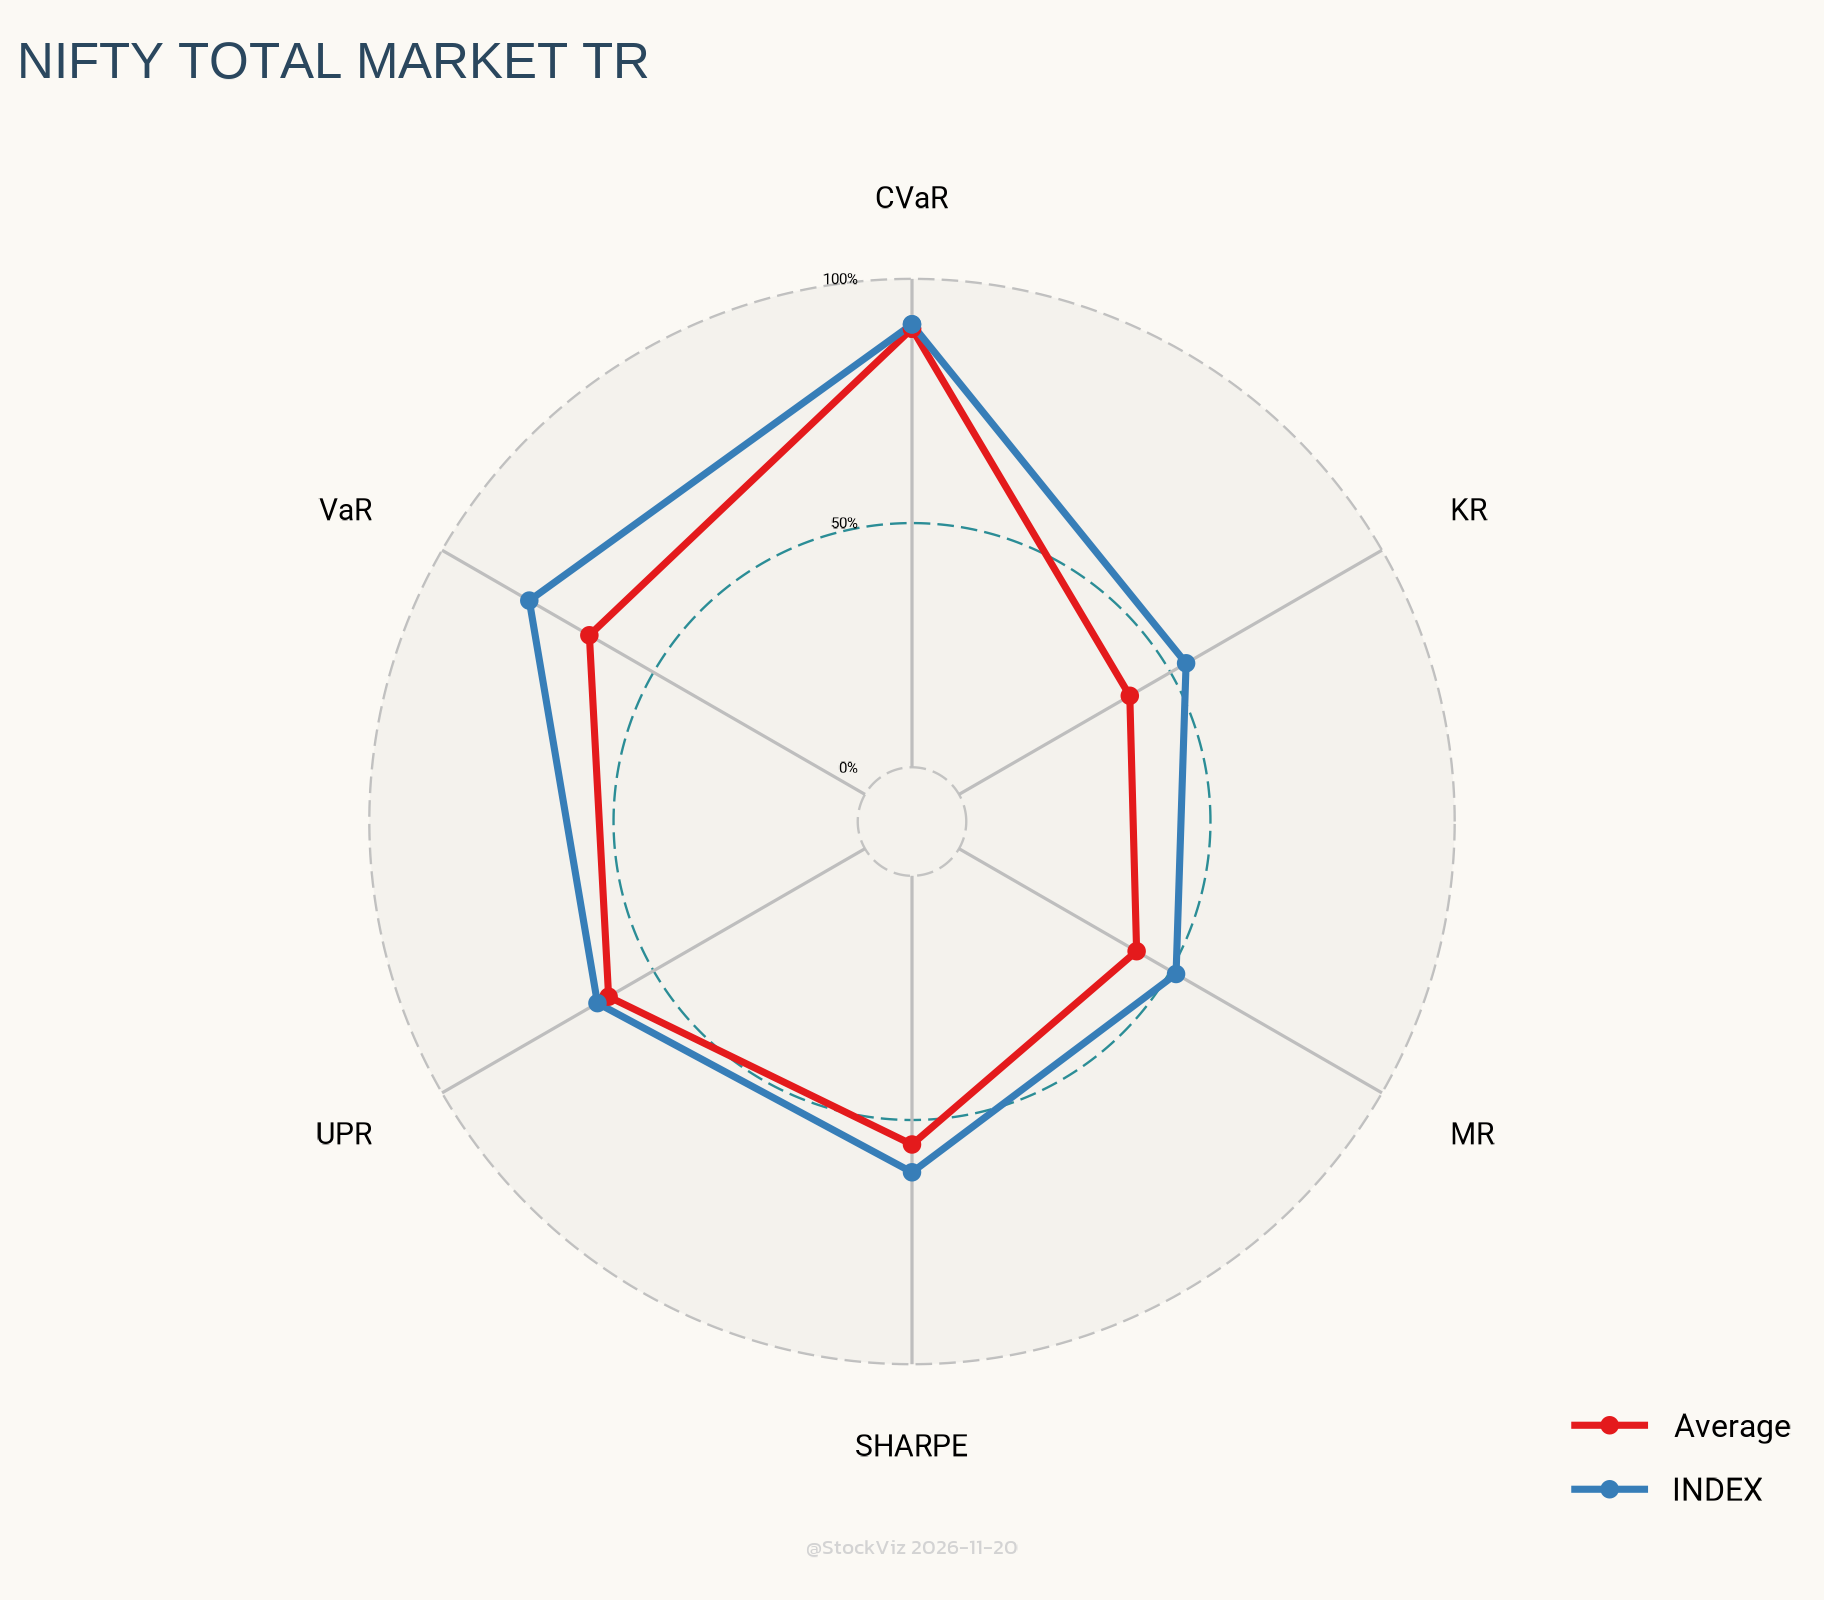 NIFTY TOTAL MARKET TR
CVaR
100%
VaR
KR
50%
0%
UPR
MR
SHARPE
Average
INDEX
@StockViz 2026-11-20